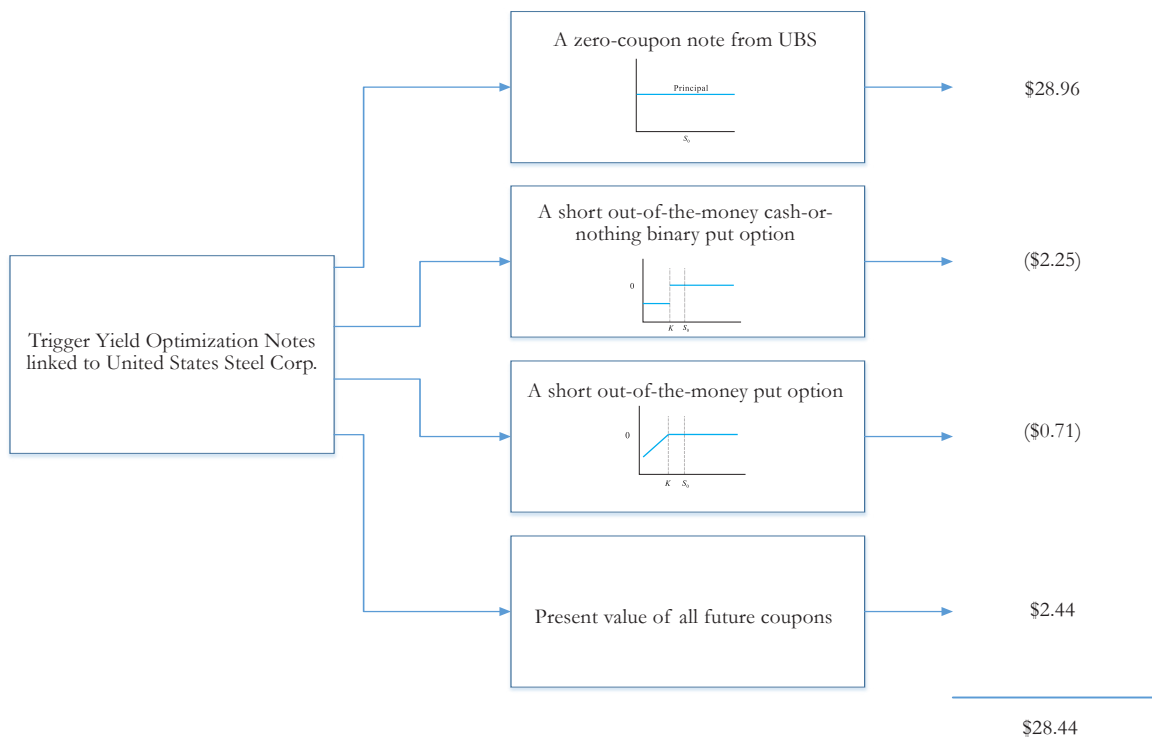 A zero-coupon note from UBS
Principal
S₀
$28.96
A short out-of-the-money cash-or-
nothing binary put option
0
K
S₀
($2.25)
Trigger Yield Optimization Notes
linked to United States Steel Corp.
A short out-of-the-money put option
0
K
S₀
($0.71)
Present value of all future coupons
$2.44
$28.44